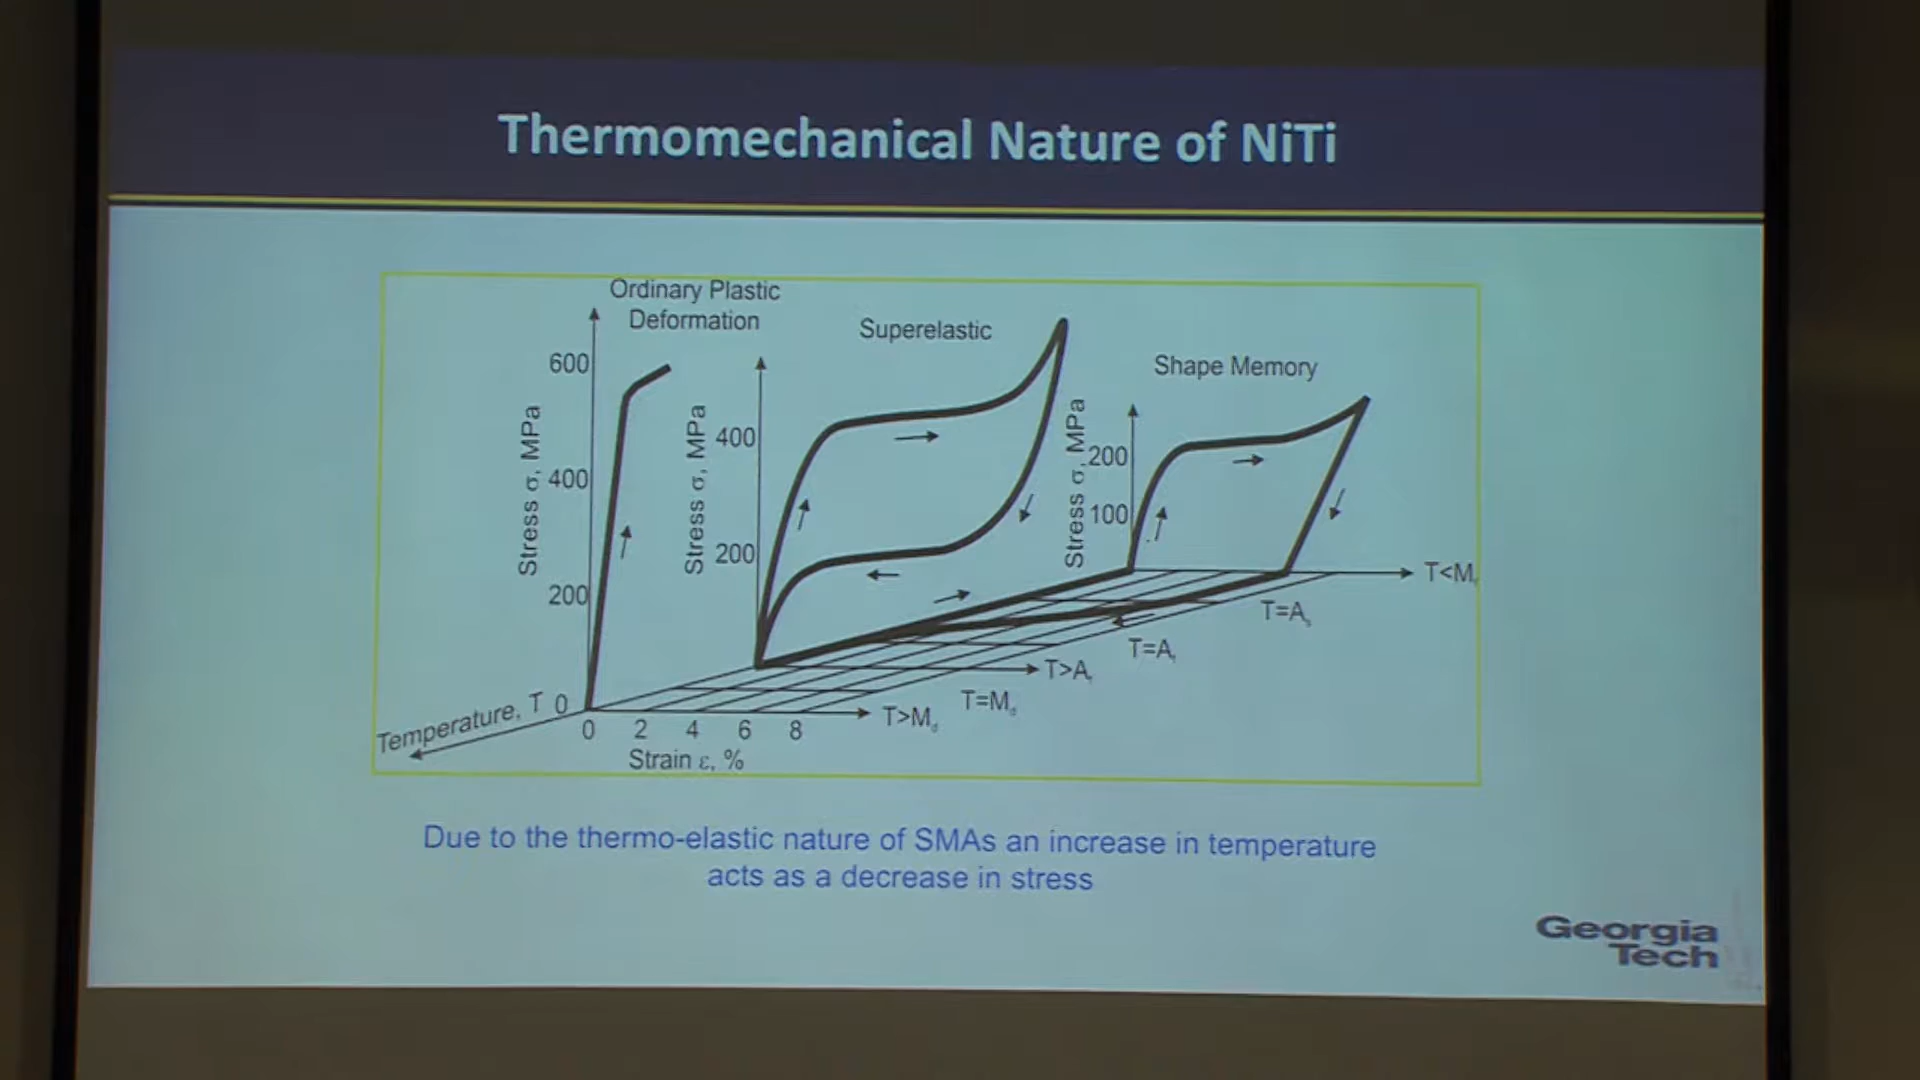 Thermomechanical Nature of NiTi
Ordinary Plastic
Deformation
Superelastic
Shape Memory
600
400
200
0
Stress σ, MPa
400
200
Stress σ, MPa
200
100
Stress σ, MPa
T<M
T=A
T=A
T>A
T=M
T>M
Temperature, T
0 2 4 6 8
Strain ε, %
Due to the thermo-elastic nature of SMAs an increase in temperature
acts as a decrease in stress
Georgia
Tech